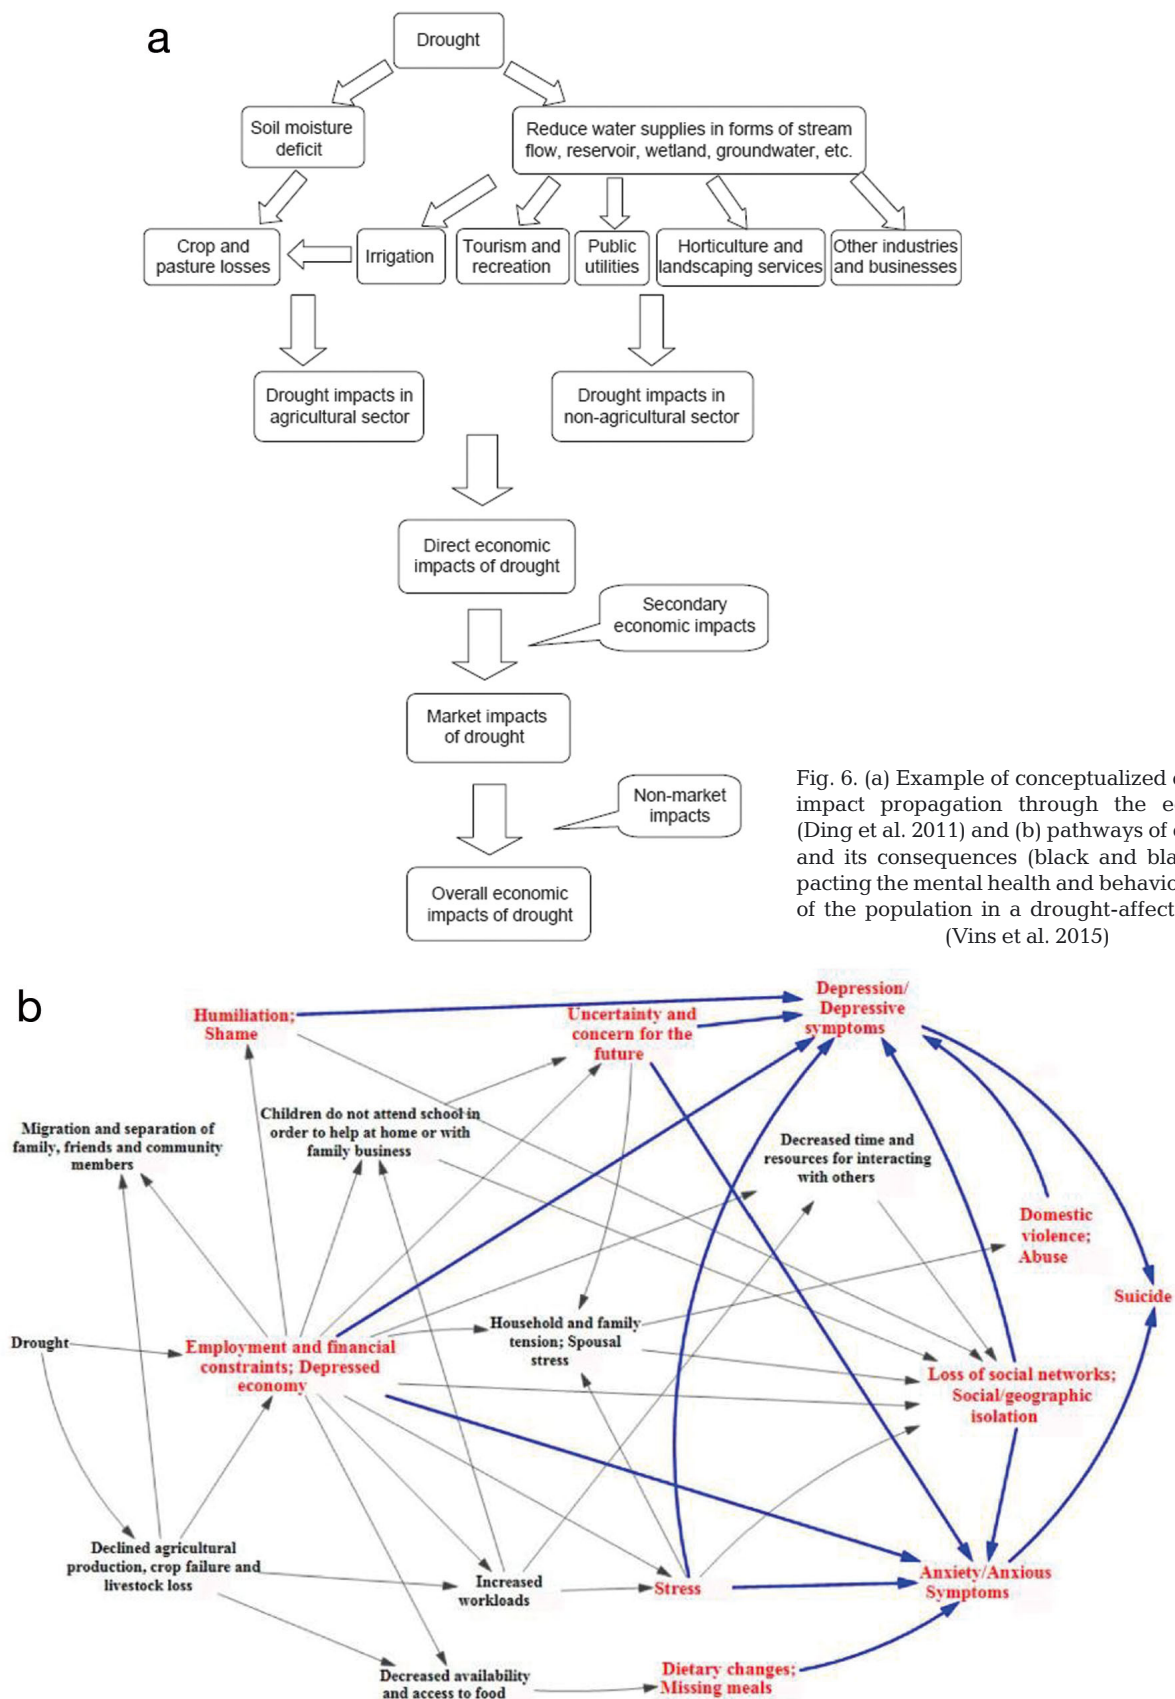 a
Drought
Soil moisture
deficit
Reduce water supplies in forms of stream
flow, reservoir, wetland, groundwater, etc.
Crop and
pasture losses
Irrigation
Tourism and
recreation
Public
utilities
Horticulture and
landscaping services
Other industries
and businesses
Drought impacts in
agricultural sector
Drought impacts in
non-agricultural sector
Direct economic
impacts of drought
Secondary
economic impacts
Market impacts
of drought
Non-market
impacts
Overall economic
impacts of drought
Fig. 6. (a) Example of conceptualized
impact propagation through the
(Ding et al. 2011) and (b) pathways of
and its consequences (black and
pacting the mental health and
of the population in a
(Vins et al. 2015)
b
Humiliation;
Shame
Uncertainty and
concern for the
future
Depression/
Depressive
symptoms
Migration and separation of
family, friends and community
members
Children do not attend school in
order to help at home or with
family business
Decreased time and
resources for interacting
with others
Domestic
violence;
Abuse
Suicide
Drought
Employment and financial
constraints; Depressed
economy
Household and family
tension; Spousal
stress
Loss of social networks;
Social/geographic
isolation
Declined agricultural
production, crop failure and
livestock loss
Increased
workloads
Stress
Anxiety/Anxious
Symptoms
Decreased availability
and access to food
Dietary changes;
Missing meals